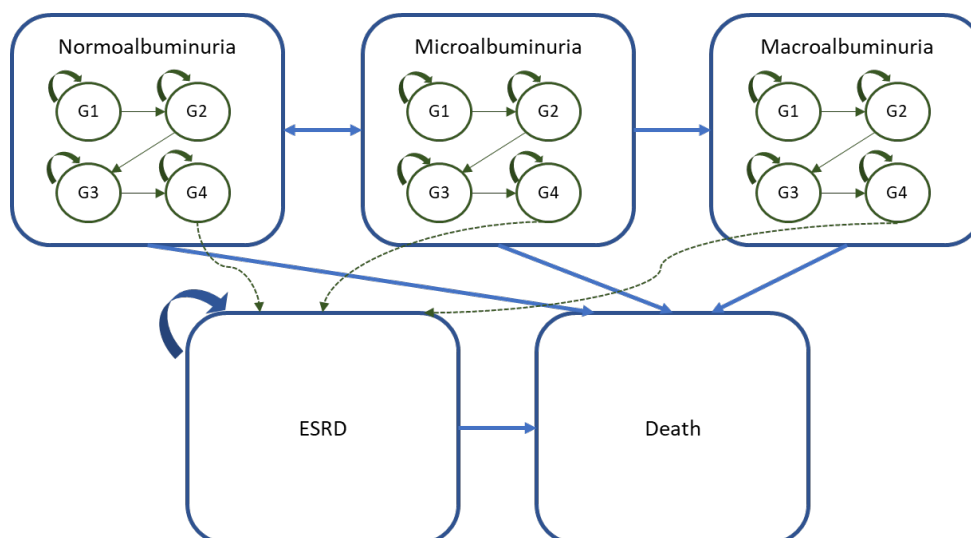 Normoalbuminuria
Microalbuminuria
Macroalbuminuria
G1
G2
G1
G2
G1
G2
G3
G4
G3
G4
G3
G4
ESRD
Death